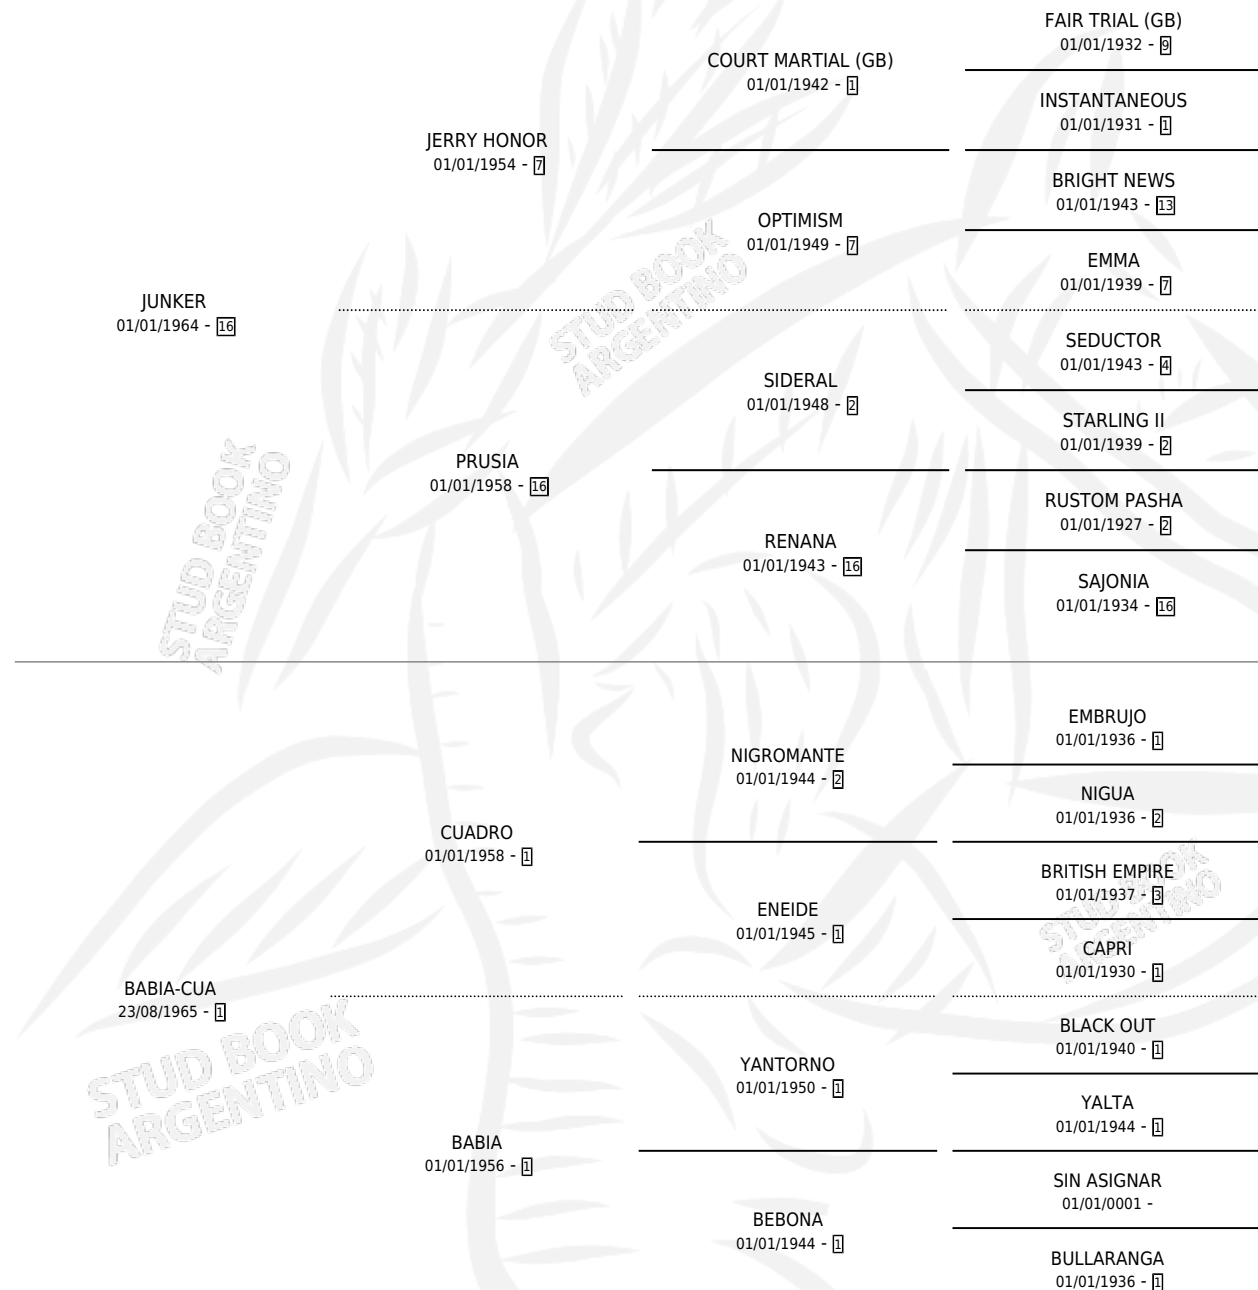 FAIR TRIAL (GB)
01/01/1932 - 9
COURT MARTIAL (GB)
01/01/1942 - 1
INSTANTANEOUS
01/01/1931 - 1
JERRY HONOR
01/01/1954 - 7
BRIGHT NEWS
01/01/1943 - 13
OPTIMISM
01/01/1949 - 7
EMMA
01/01/1939 - 7
JUNKER
01/01/1964 - 16
SEDUCTOR
01/01/1943 - 4
SIDERAL
01/01/1948 - 2
STARLING II
01/01/1939 - 2
PRUSIA
01/01/1958 - 16
RUSTOM PASHA
01/01/1927 - 2
RENANA
01/01/1943 - 16
SAJONIA
01/01/1934 - 16
EMBRUJO
01/01/1936 - 1
NIGROMANTE
01/01/1944 - 2
NIGUA
01/01/1936 - 2
CUADRO
01/01/1958 - 1
BRITISH EMPIRE
01/01/1937 - 3
ENEIDE
01/01/1945 - 1
CAPRI
01/01/1930 - 1
BABIA-CUA
23/08/1965 - 1
BLACK OUT
01/01/1940 - 1
YANTORNO
01/01/1950 - 1
YALTA
01/01/1944 - 1
BABIA
01/01/1956 - 1
SIN ASIGNAR
01/01/0001 -
BEBONA
01/01/1944 - 1
BULLARANGA
01/01/1936 - 1
STUD BOOK
ARGENTINO
STUD BOOK
ARGENTINO
STUD BOOK
ARGENTINO
STUD BOOK
ARGENTINO